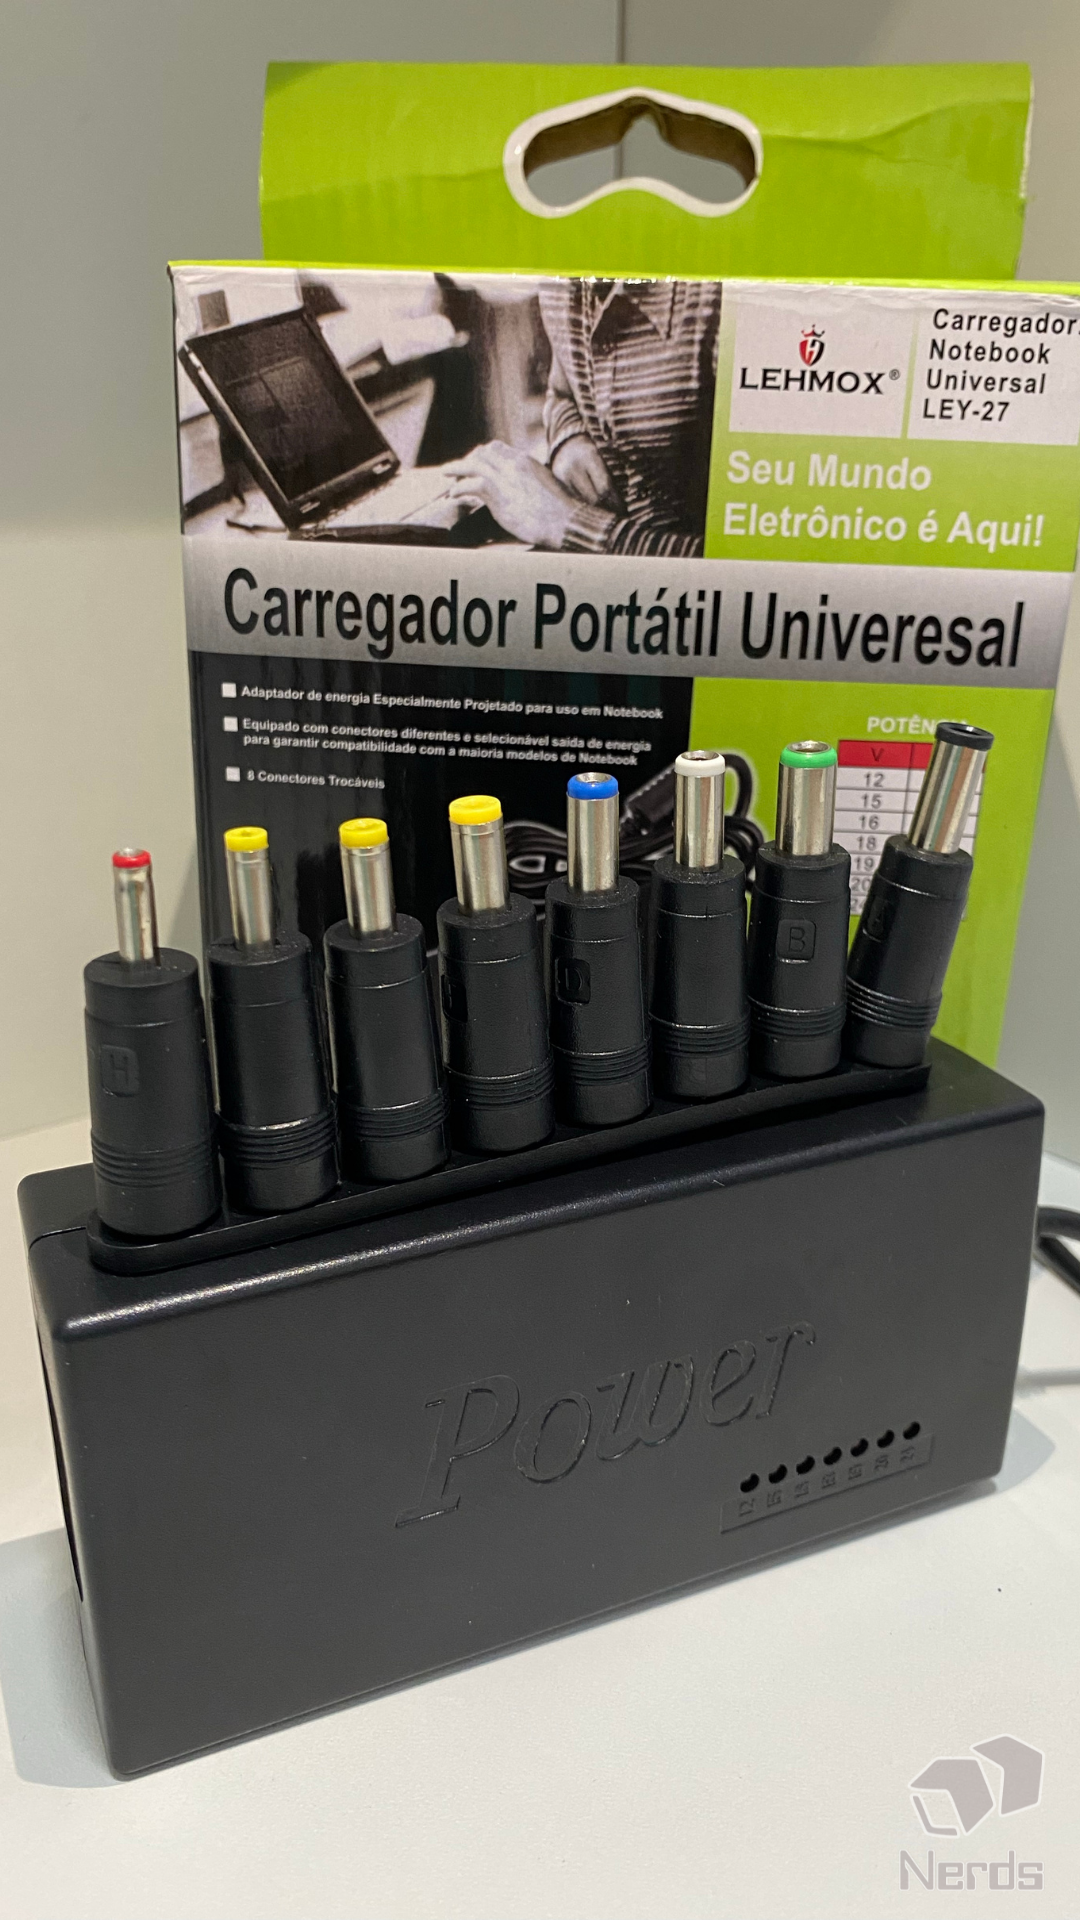 LEHMOX®
Carregador
Notebook
Universal
LEY-27
Seu Mundo
Eletrônico é Aqui!
Carregador Portátil Univeresal
Adaptador de energia Especialmente Projetado para uso em Notebook
Equipado com conectores diferentes e selecionável saída de energia
para garantir compatibilidade com a maioria modelos de Notebook
8 Conectores Trocáveis
V
12
15
16
18
19
H
D
B
Power
Nerds